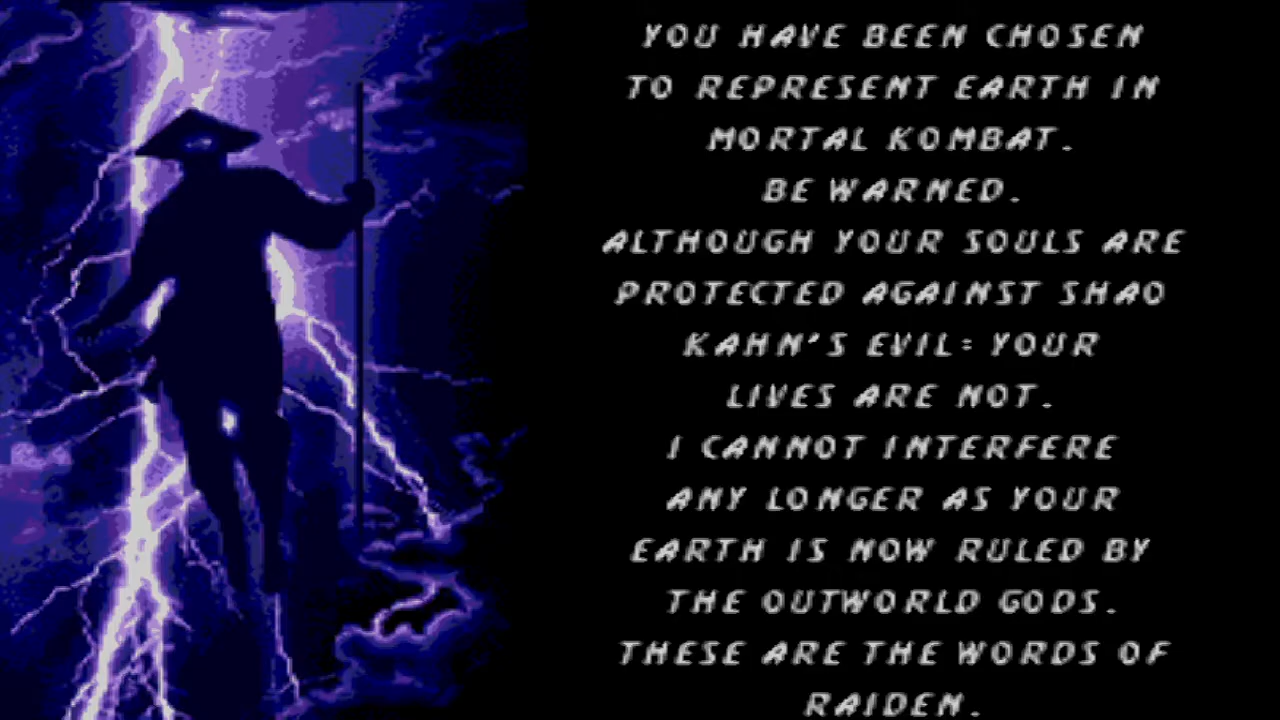 YOU HAVE BEEN CHOSEN
TO REPRESENT EARTH IN
MORTAL KOMBAT.
BE WARNED.
ALTHOUGH YOUR SOULS ARE
PROTECTED AGAINST SHAO
KAHN'S EVIL: YOUR
LIVES ARE NOT.
I CANNOT INTERFERE
ANY LONGER AS YOUR
EARTH IS NOW RULED BY
THE OUTWORLD GODS.
THESE ARE THE WORDS OF
RAIDEN.